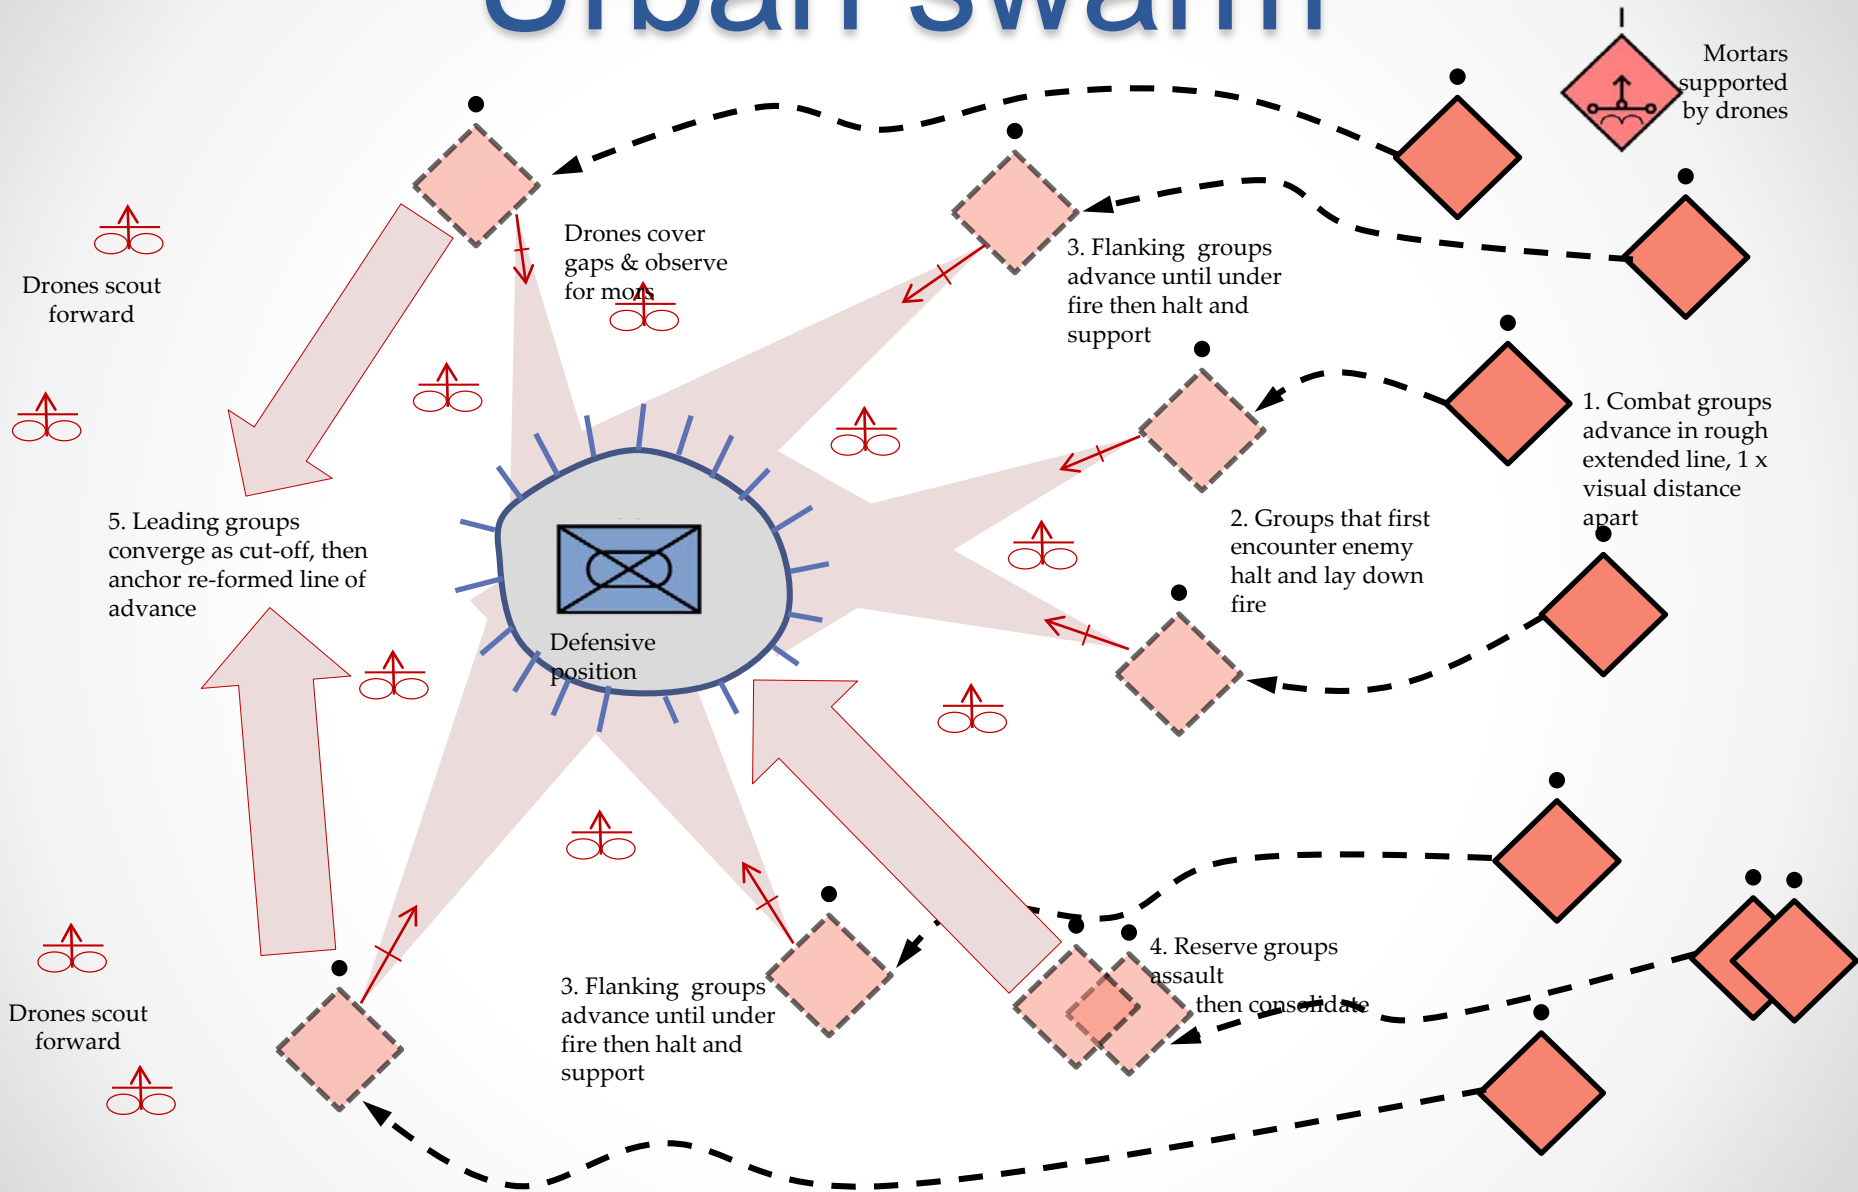 Urban swarm
Mortars
supported
by drones
Drones cover
gaps & observe
for mors
3. Flanking groups
advance until under
fire then halt and
support
Drones scout
forward
1. Combat groups
advance in rough
extended line, 1 x
visual distance
apart
2. Groups that first
encounter enemy
halt and lay down
fire
5. Leading groups
converge as cut-off, then
anchor re-formed line of
advance
Defensive
position
4. Reserve groups
assault
then consolidate
3. Flanking groups
advance until under
fire then halt and
support
Drones scout
forward